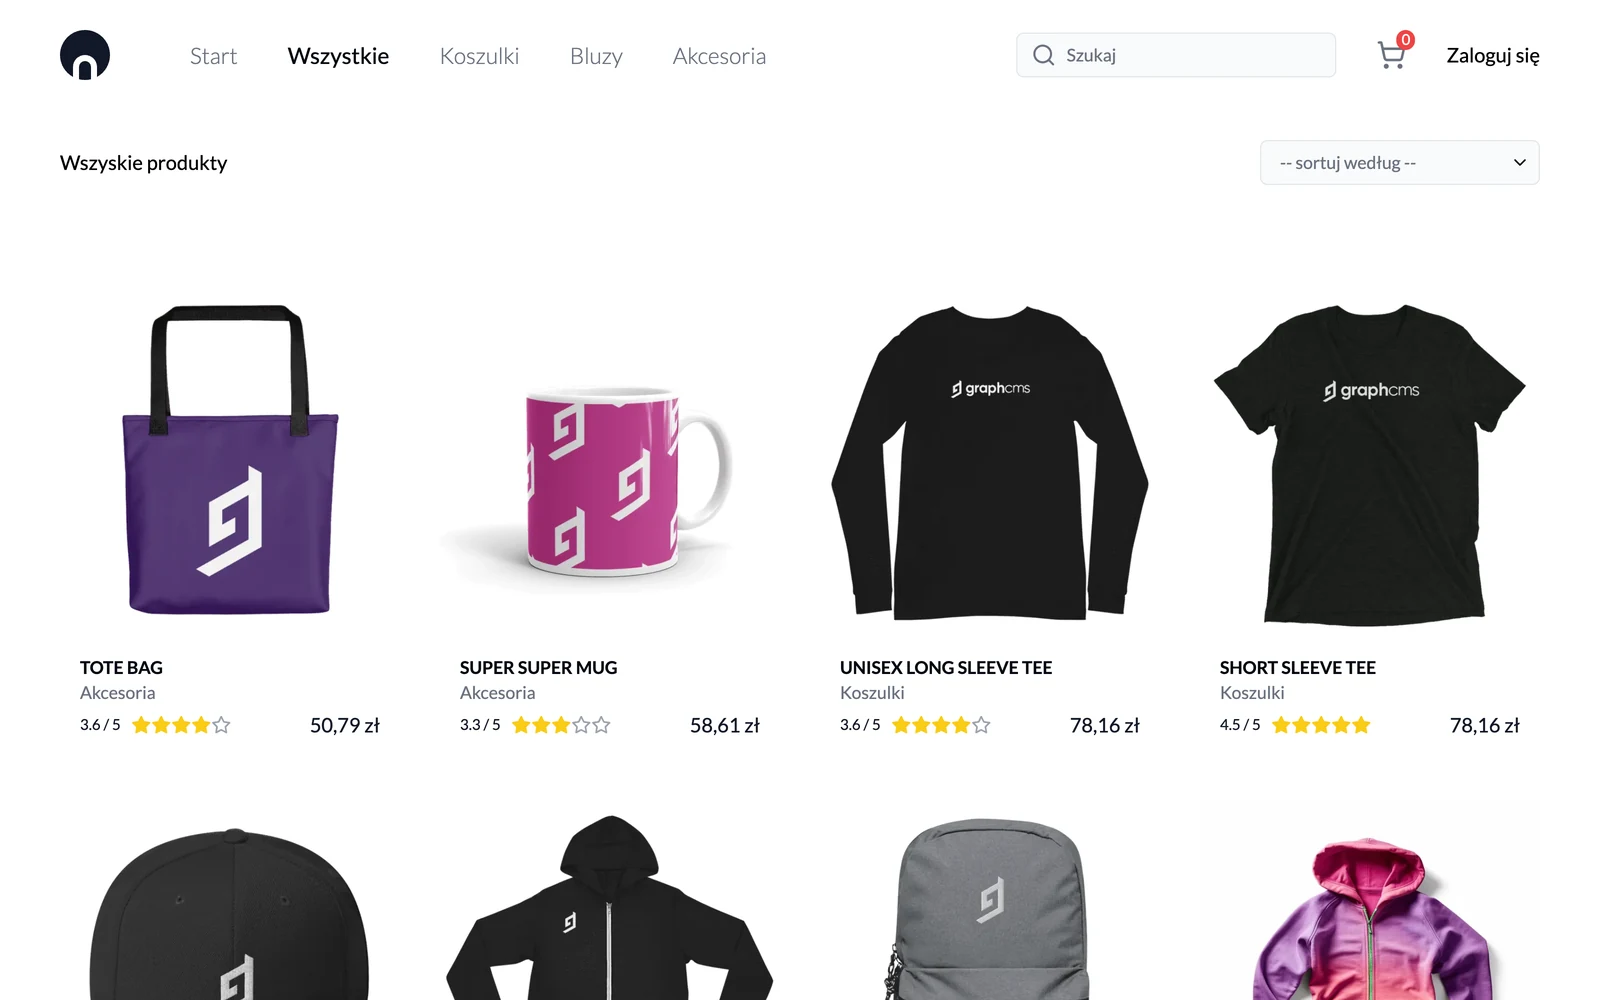 Start
Wszystkie
Koszulki
Bluzy
Akcesoria
Szukaj
0
Zaloguj się
Wszyskie produkty
-- sortuj według --
graphcms
graphcms
TOTE BAG
Akcesoria
3.6 / 5
50,79 zł
SUPER SUPER MUG
Akcesoria
3.3 / 5
58,61 zł
UNISEX LONG SLEEVE TEE
Koszulki
3.6 / 5
78,16 zł
SHORT SLEEVE TEE
Koszulki
4.5 / 5
78,16 zł